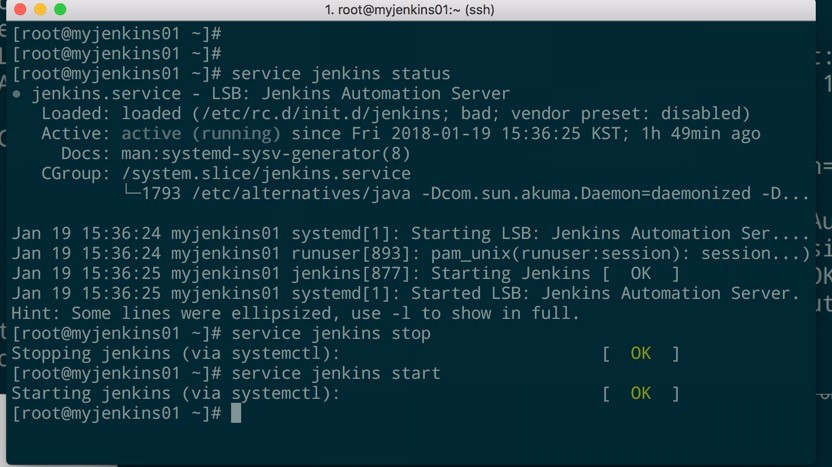 1. root@myjenkins01:~ (ssh)
[root@myjenkins01 ~]#
[root@myjenkins01 ~]#
[root@myjenkins01 ~]# service jenkins status
● jenkins.service - LSB: Jenkins Automation Server
Loaded: loaded (/etc/rc.d/init.d/jenkins; bad; vendor preset: disabled)
Active: active (running) since Fri 2018-01-19 15:36:25 KST; 1h 49min ago
Docs: man:systemd-sysv-generator(8)
CGroup: /system.slice/jenkins.service
└─1793 /etc/alternatives/java -Dcom.sun.akuma.Daemon=daemonized -D...
Jan 19 15:36:24 myjenkins01 systemd[1]: Starting LSB: Jenkins Automation Ser....
Jan 19 15:36:24 myjenkins01 runuser[893]: pam_unix(runuser:session): session...)
Jan 19 15:36:25 myjenkins01 jenkins[877]: Starting Jenkins [  OK  ]
Jan 19 15:36:25 myjenkins01 systemd[1]: Started LSB: Jenkins Automation Server.
Hint: Some lines were ellipsized, use -l to show in full.
[root@myjenkins01 ~]# service jenkins stop
Stopping jenkins (via systemctl): [  OK  ]
[root@myjenkins01 ~]# service jenkins start
Starting jenkins (via systemctl): [  OK  ]
[root@myjenkins01 ~]#